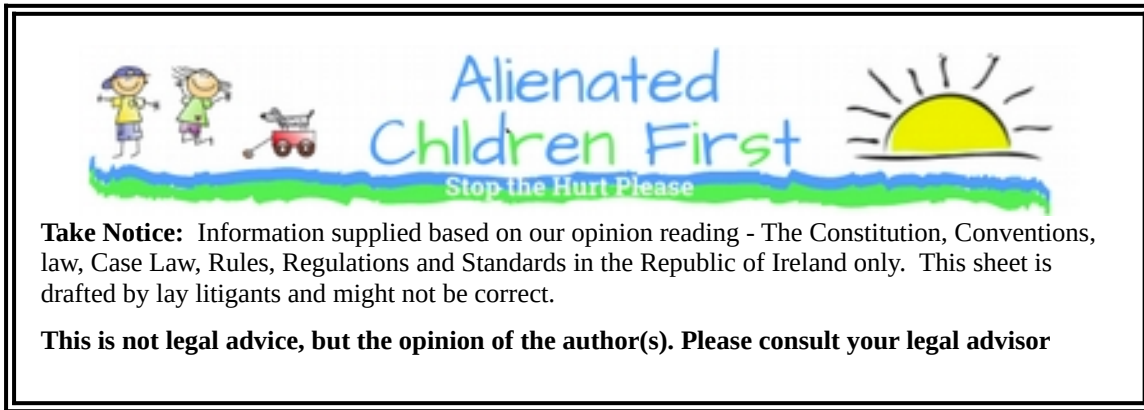 Alienated
Children First
Stop the Hurt Please
Take Notice: Information supplied based on our opinion reading - The Constitution, Conventions,
law, Case Law, Rules, Regulations and Standards in the Republic of Ireland only. This sheet is
drafted by lay litigants and might not be correct.
This is not legal advice, but the opinion of the author(s). Please consult your legal advisor